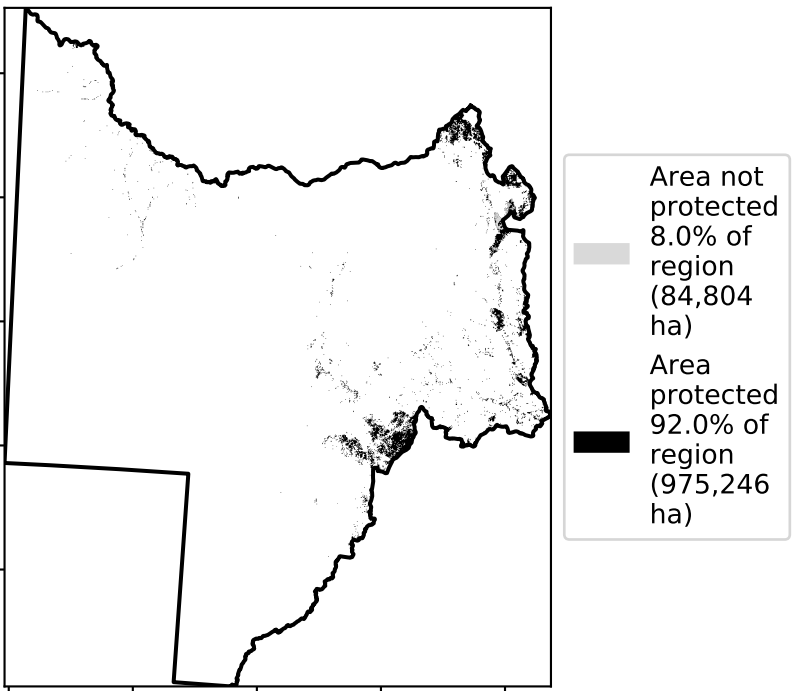 Area not
protected
8.0% of
region
(84,804
ha)
Area
protected
92.0% of
region
(975,246
ha)